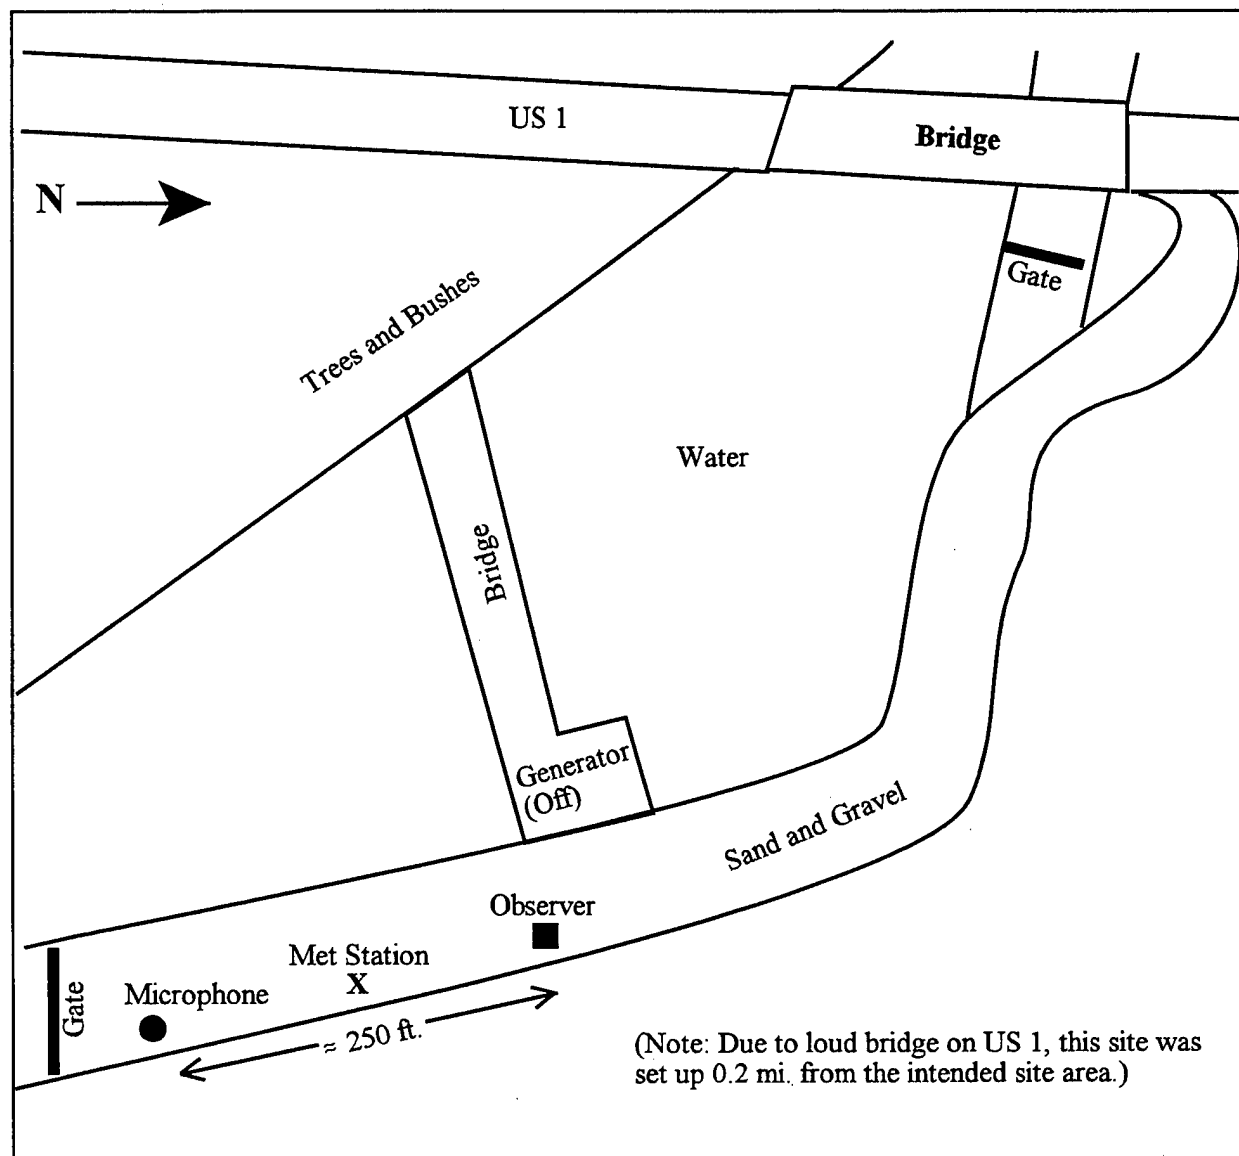 US 1
Bridge
N
Gate
Trees and Bushes
Water
Bridge
Generator
(Off)
Sand and Gravel
Observer
Met Station
X
Microphone
Gate
≈ 250 ft.
(Note: Due to loud bridge on US 1, this site was
set up 0.2 mi. from the intended site area.)